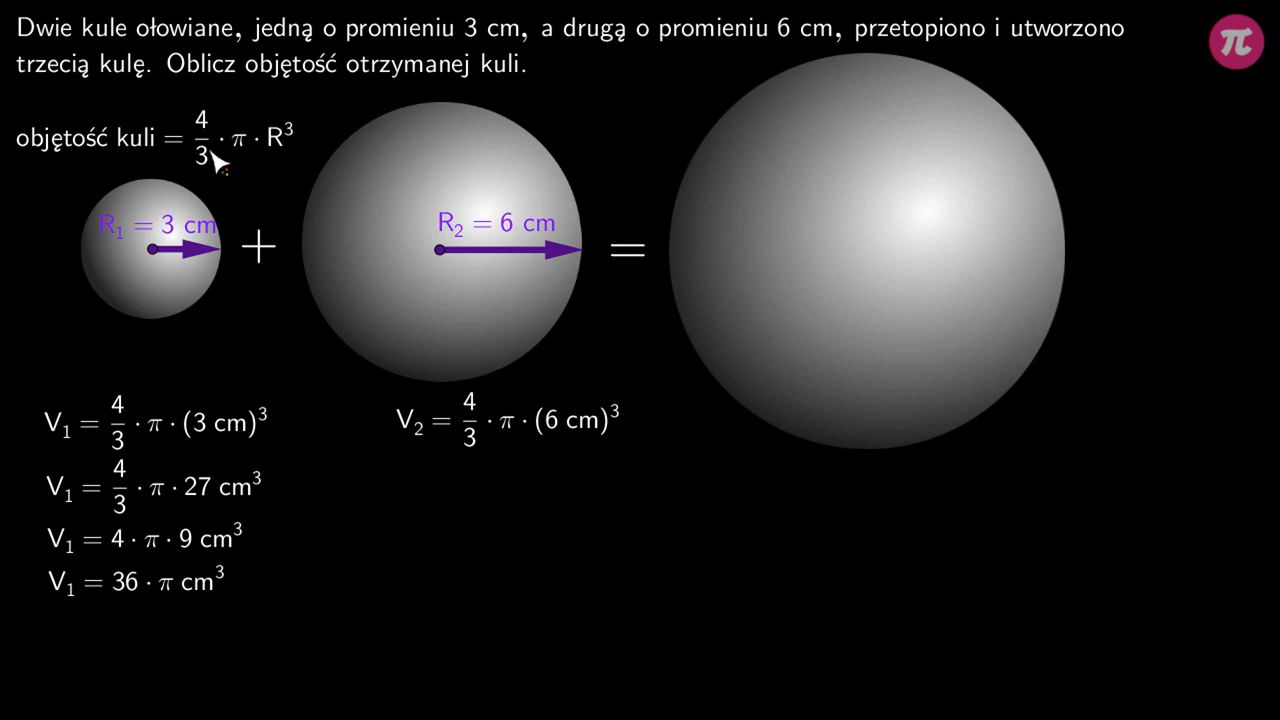 Dwie kule ołowiane, jedną o promieniu 3 cm, a drugą o promieniu 6 cm, przetopiono i utworzono
trzecią kulę. Oblicz objętość otrzymanej kuli.
π
objętość kuli = 4/3 · π · R³
R₁ = 3 cm
+
R₂ = 6 cm
=
V₁ = 4/3 · π · (3 cm)³
V₂ = 4/3 · π · (6 cm)³
V₁ = 4/3 · π · 27 cm³
V₁ = 4 · π · 9 cm³
V₁ = 36 · π cm³